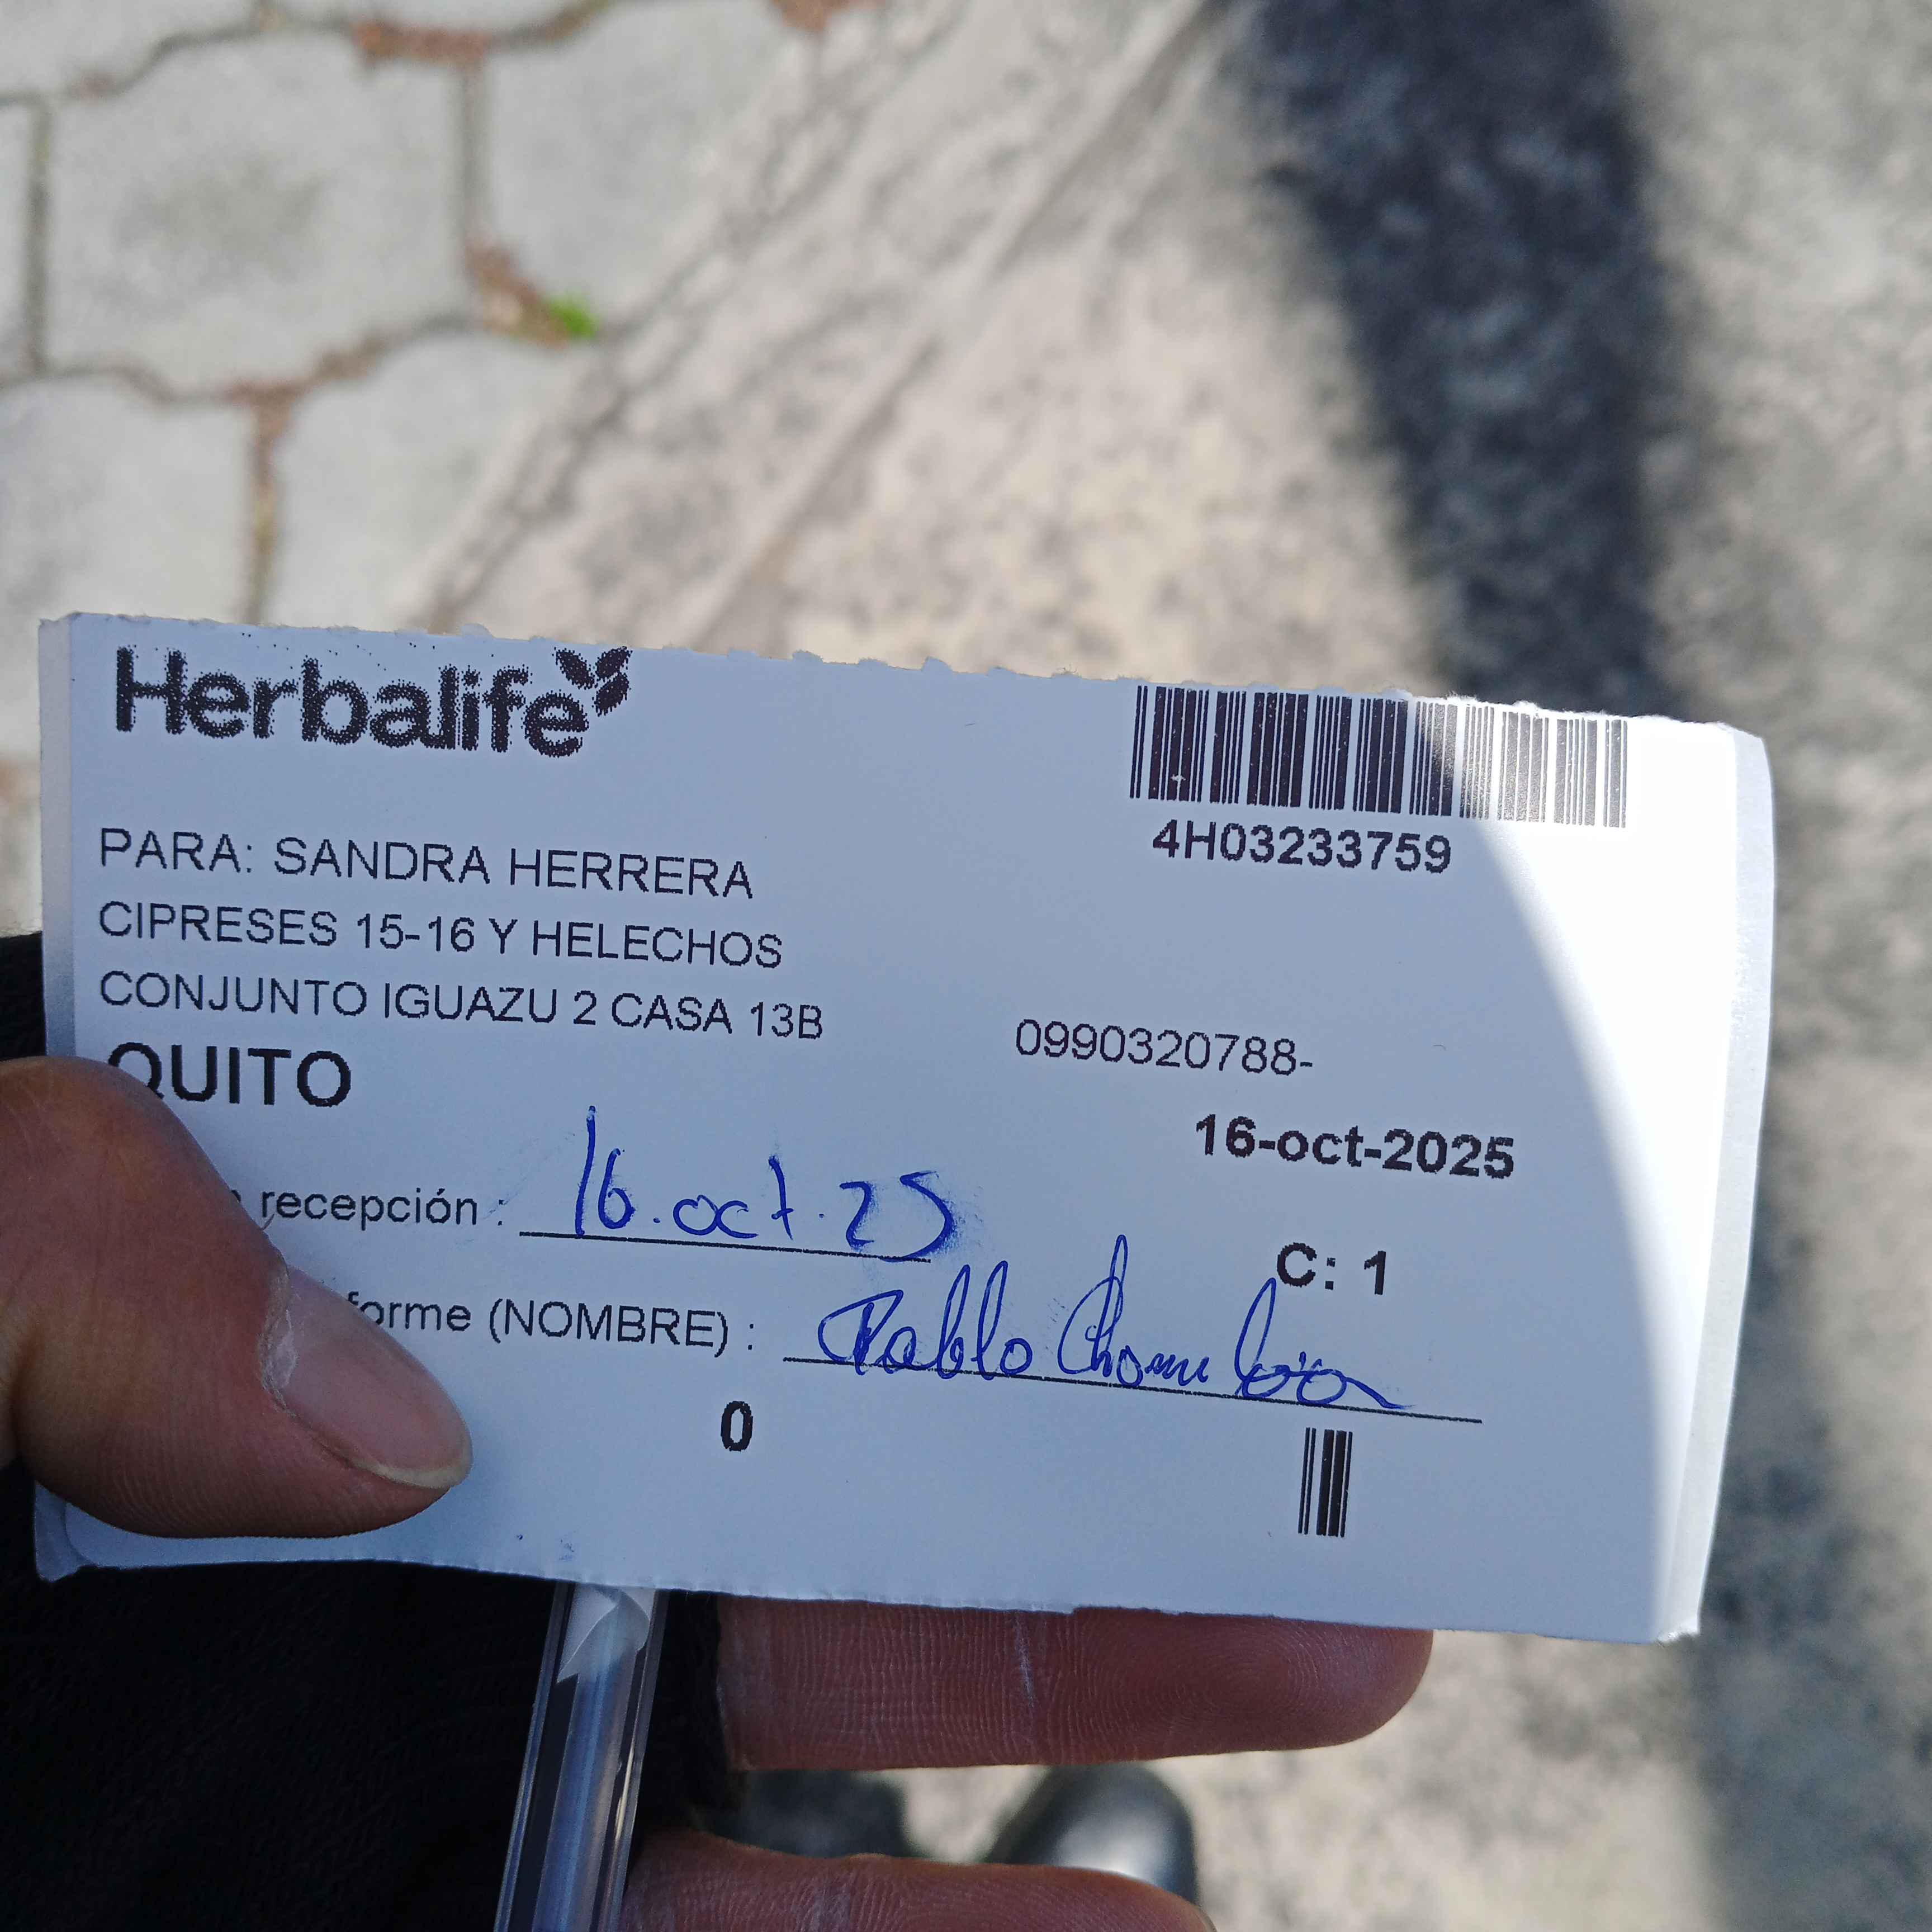 Herbalife
4H03233759
PARA: SANDRA HERRERA
CIPRESES 15-16 Y HELECHOS
CONJUNTO IGUAZU 2 CASA 13B
0990320788-
QUITO
16-oct-2025
recepción : 16.oct.25
C: 1
forme (NOMBRE) : Pablo
0